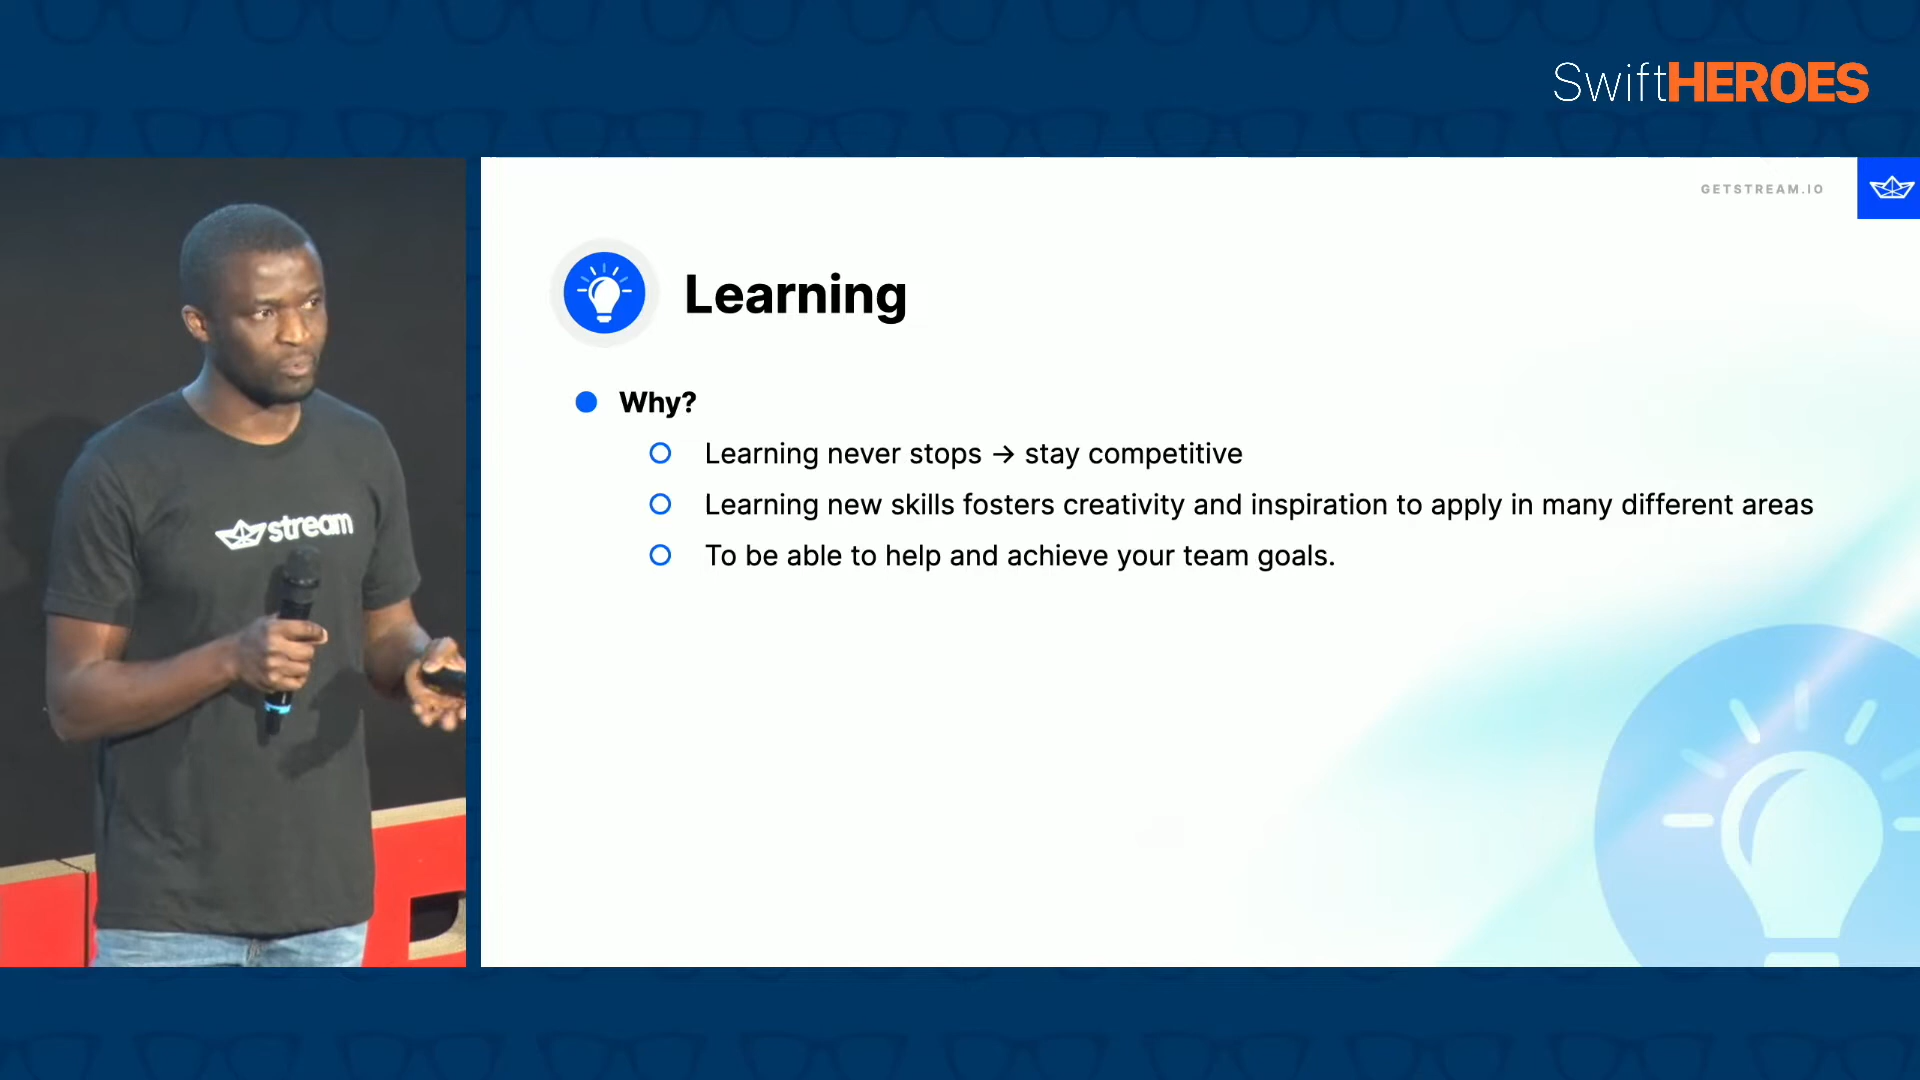 SwiftHEROES
GETSTREAM.IO
Learning
Why?
Learning never stops → stay competitive
Learning new skills fosters creativity and inspiration to apply in many different areas
To be able to help and achieve your team goals.
stream